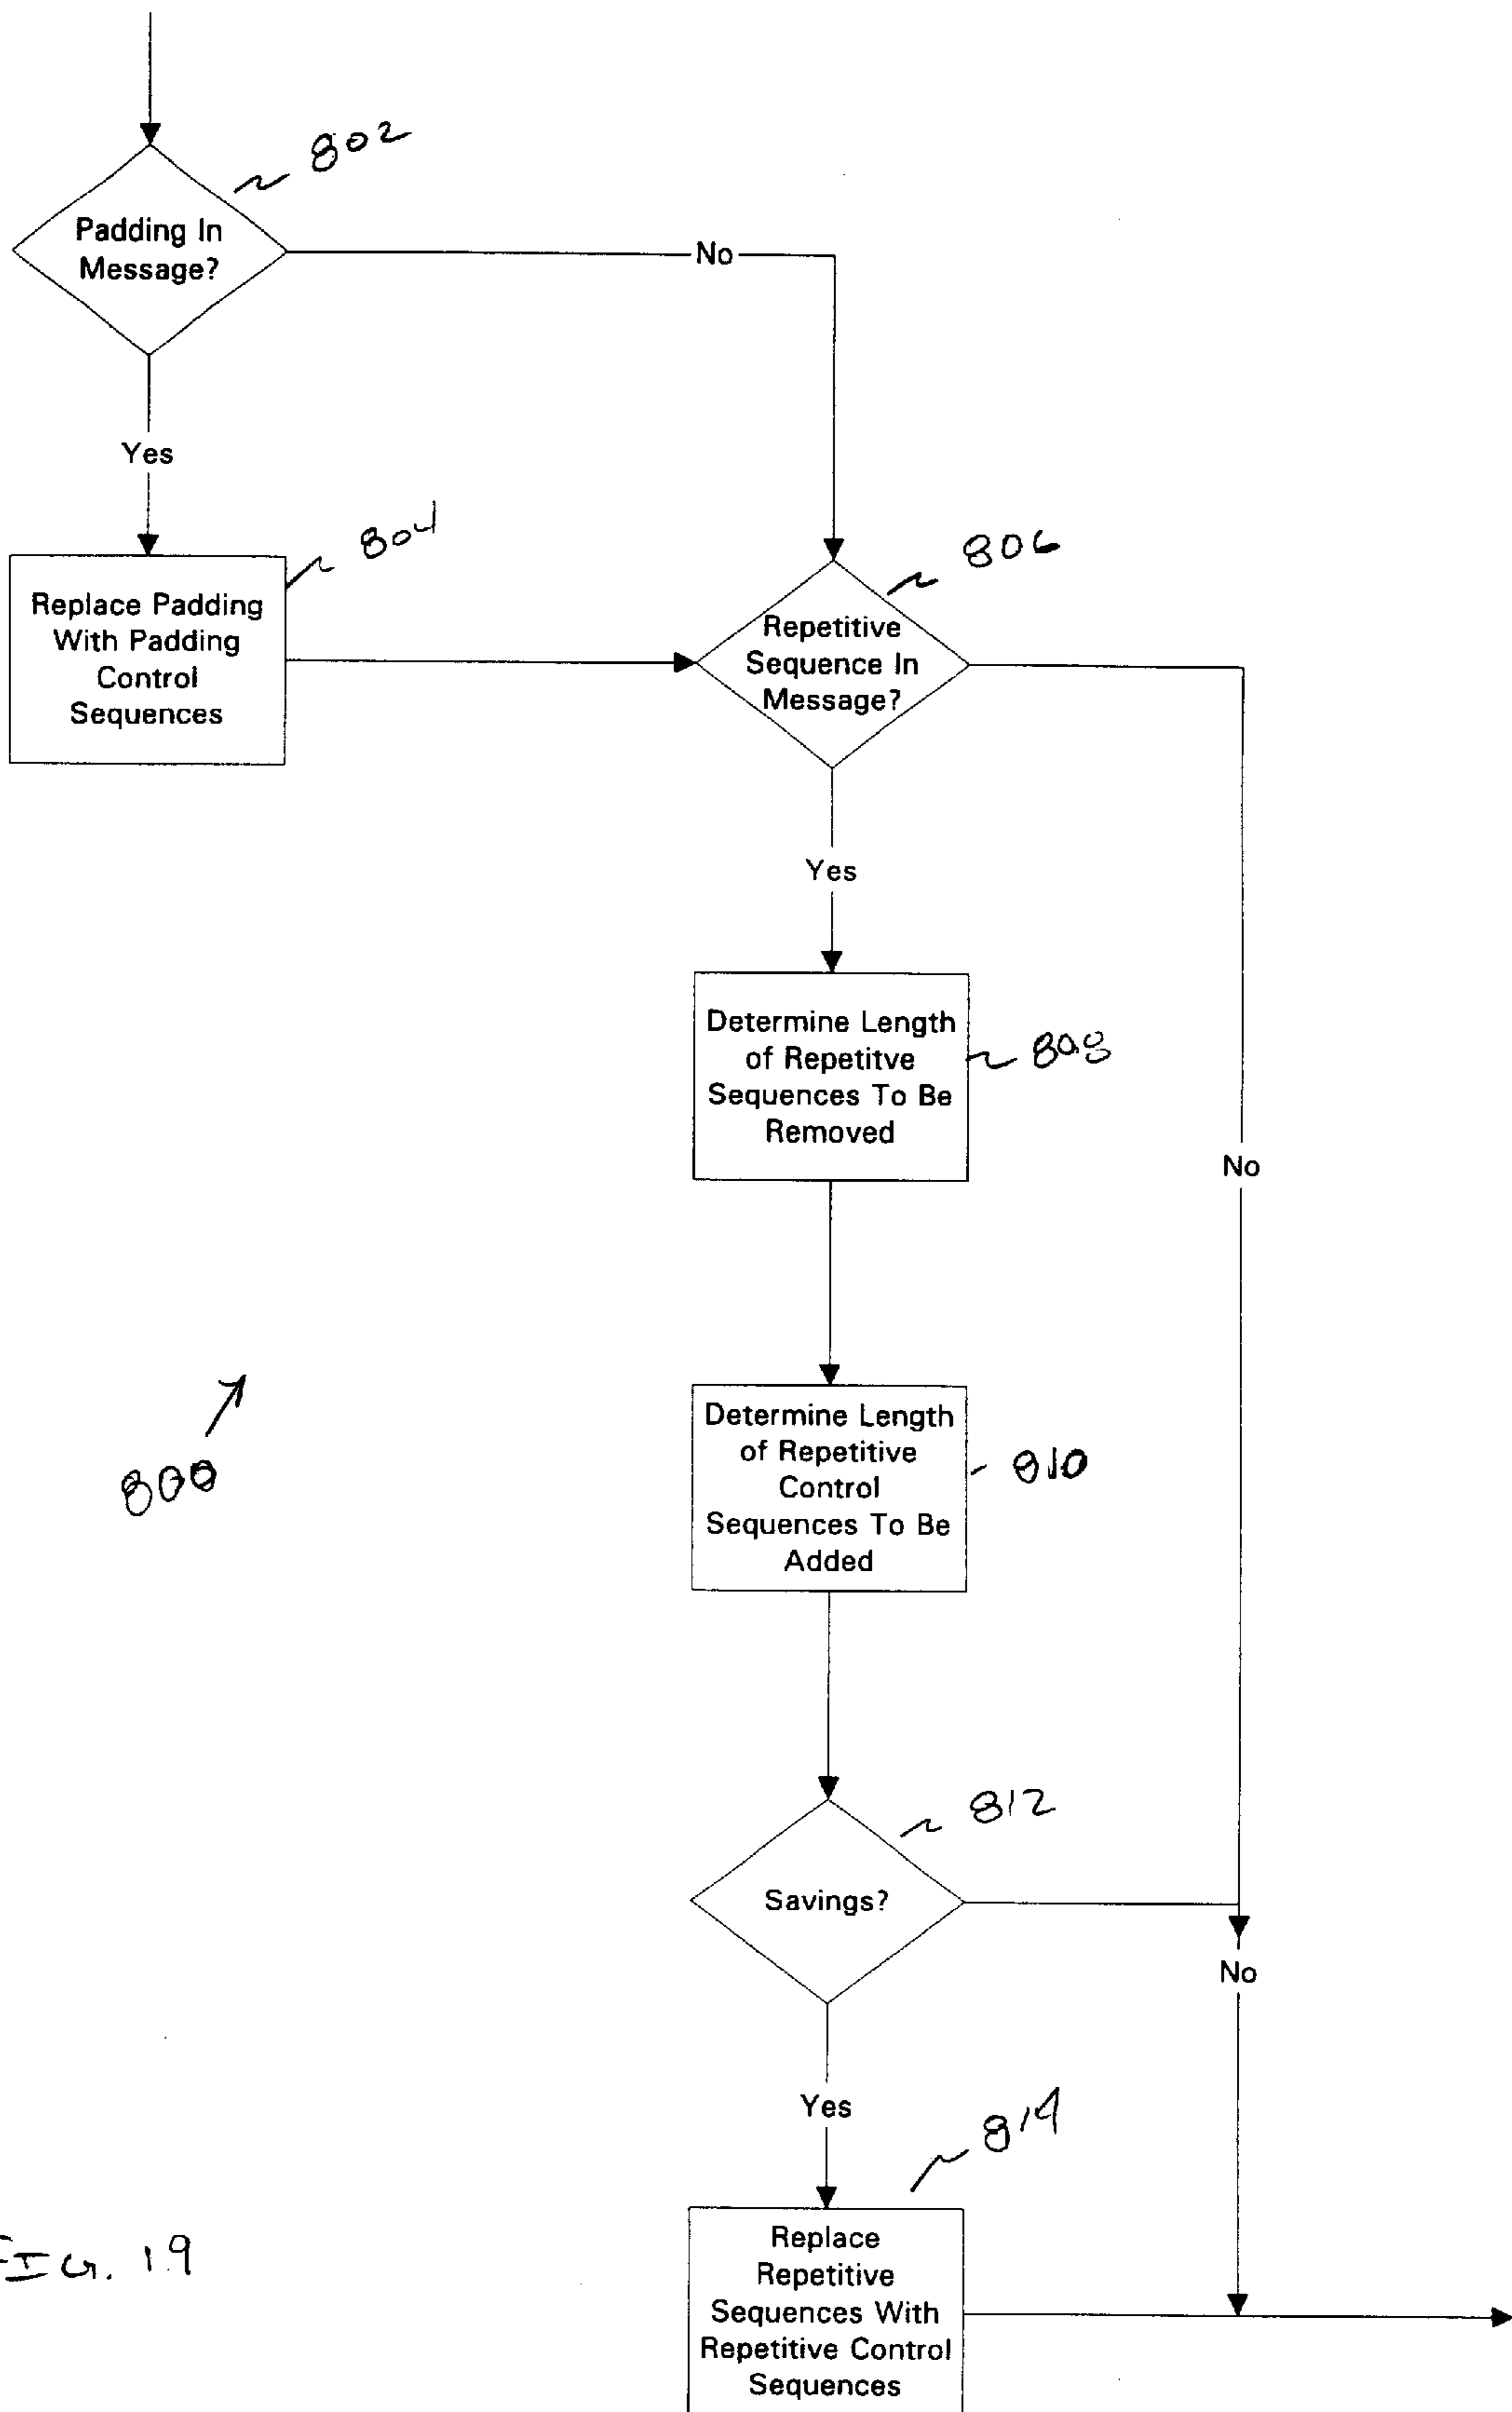 802
Padding In
Message?
No
Yes
804
Replace Padding
With Padding
Control
Sequences
806
Repetitive
Sequence In
Message?
Yes
Determine Length
of Repetitve
Sequences To Be
Removed
808
No
Determine Length
of Repetitive
Control
Sequences To Be
Added
810
800
812
Savings?
No
Yes
814
Replace
Repetitive
Sequences With
Repetitive Control
Sequences
FIG. 19